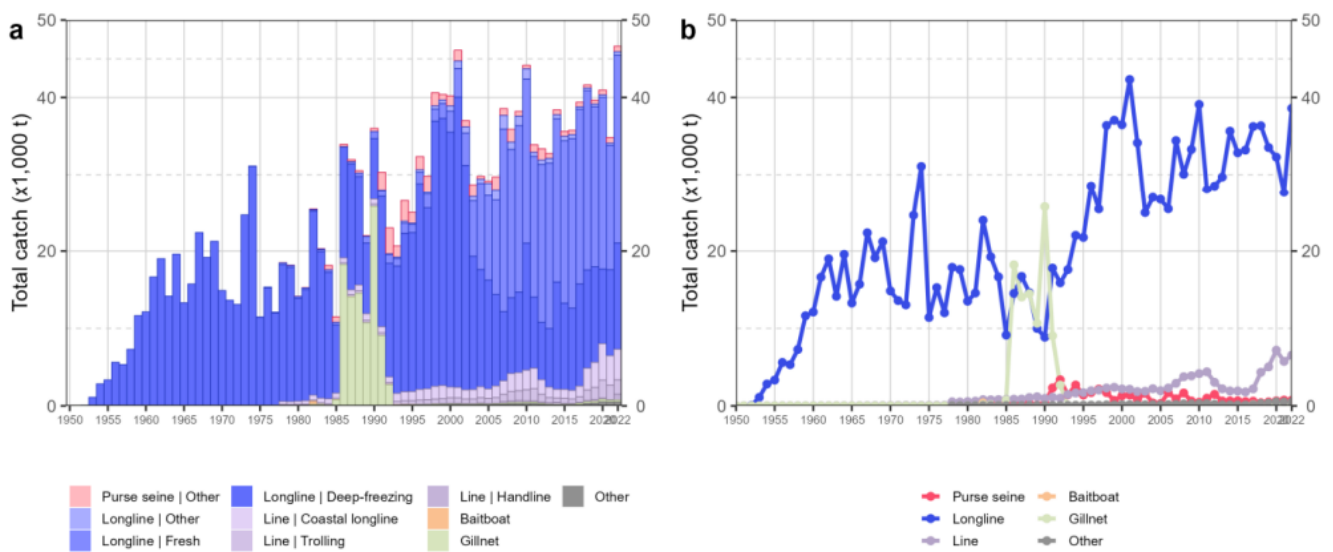 a
b
50
40
20
0
Total catch (x1,000 t)
50
40
20
0
1950 1955 1960 1965 1970 1975 1980 1985 1990 1995 2000 2005 2010 2015 2020 2022
50
40
20
0
Total catch (x1,000 t)
50
40
20
0
1950 1955 1960 1965 1970 1975 1980 1985 1990 1995 2000 2005 2010 2015 2020 2022
Purse seine | Other Longline | Deep-freezing Line | Handline Other
Longline | Other Line | Coastal longline Baitboat
Longline | Fresh Line | Trolling Gillnet
Purse seine Baitboat
Longline Gillnet
Line Other